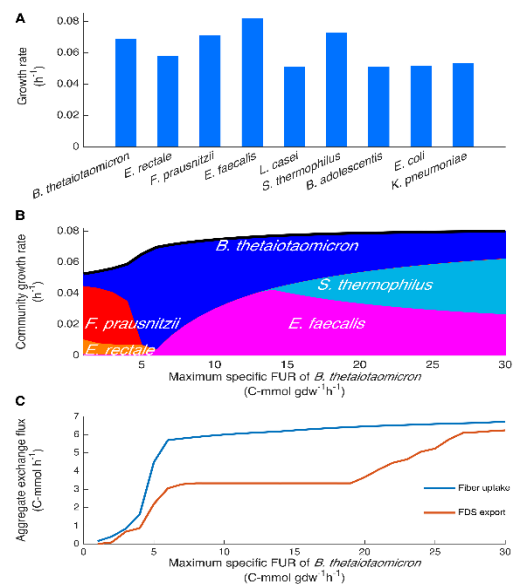 A
Growth rate
(h-1)
0.08
0.06
0.04
0.02
0
B. thetaiotaomicron
E. rectale
F. prausnitzii
E. faecalis
L. casei
S. thermophilus
B. adolescentis
E. coli
K. pneumoniae
B
Community growth rate
(h-1)
0.08
0.06
0.04
0.02
0
B. thetaiotaomicron
S. thermophilus
F. prausnitzii
E. faecalis
E. rectale
5 10 15 20 25 30
Maximum specific FUR of B. thetaiotaomicron
(C-mmol gdw-1h-1)
C
Aggregate exchange flux
(C-mmol h-1)
7
6
5
4
3
2
1
0
Fiber uptake
FDS export
0 5 10 15 20 25 30
Maximum specific FUR of B. thetaiotaomicron
(C-mmol gdw-1h-1)